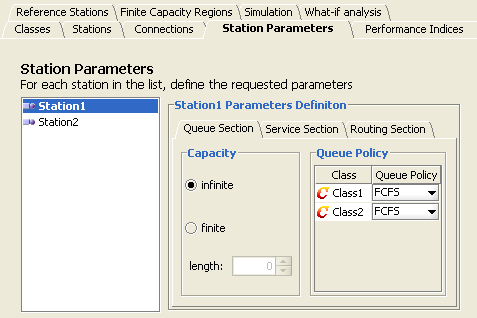 Reference Stations Finite Capacity Regions Simulation What-if analysis
Classes Stations Connections Station Parameters Performance Indices
Station Parameters
For each station in the list, define the requested parameters
Station1
Station2
Station1 Parameters Definiton
Queue Section Service Section Routing Section
Capacity
infinite
finite
length: 0
Queue Policy
Class Queue Policy
Class1 FCFS
Class2 FCFS